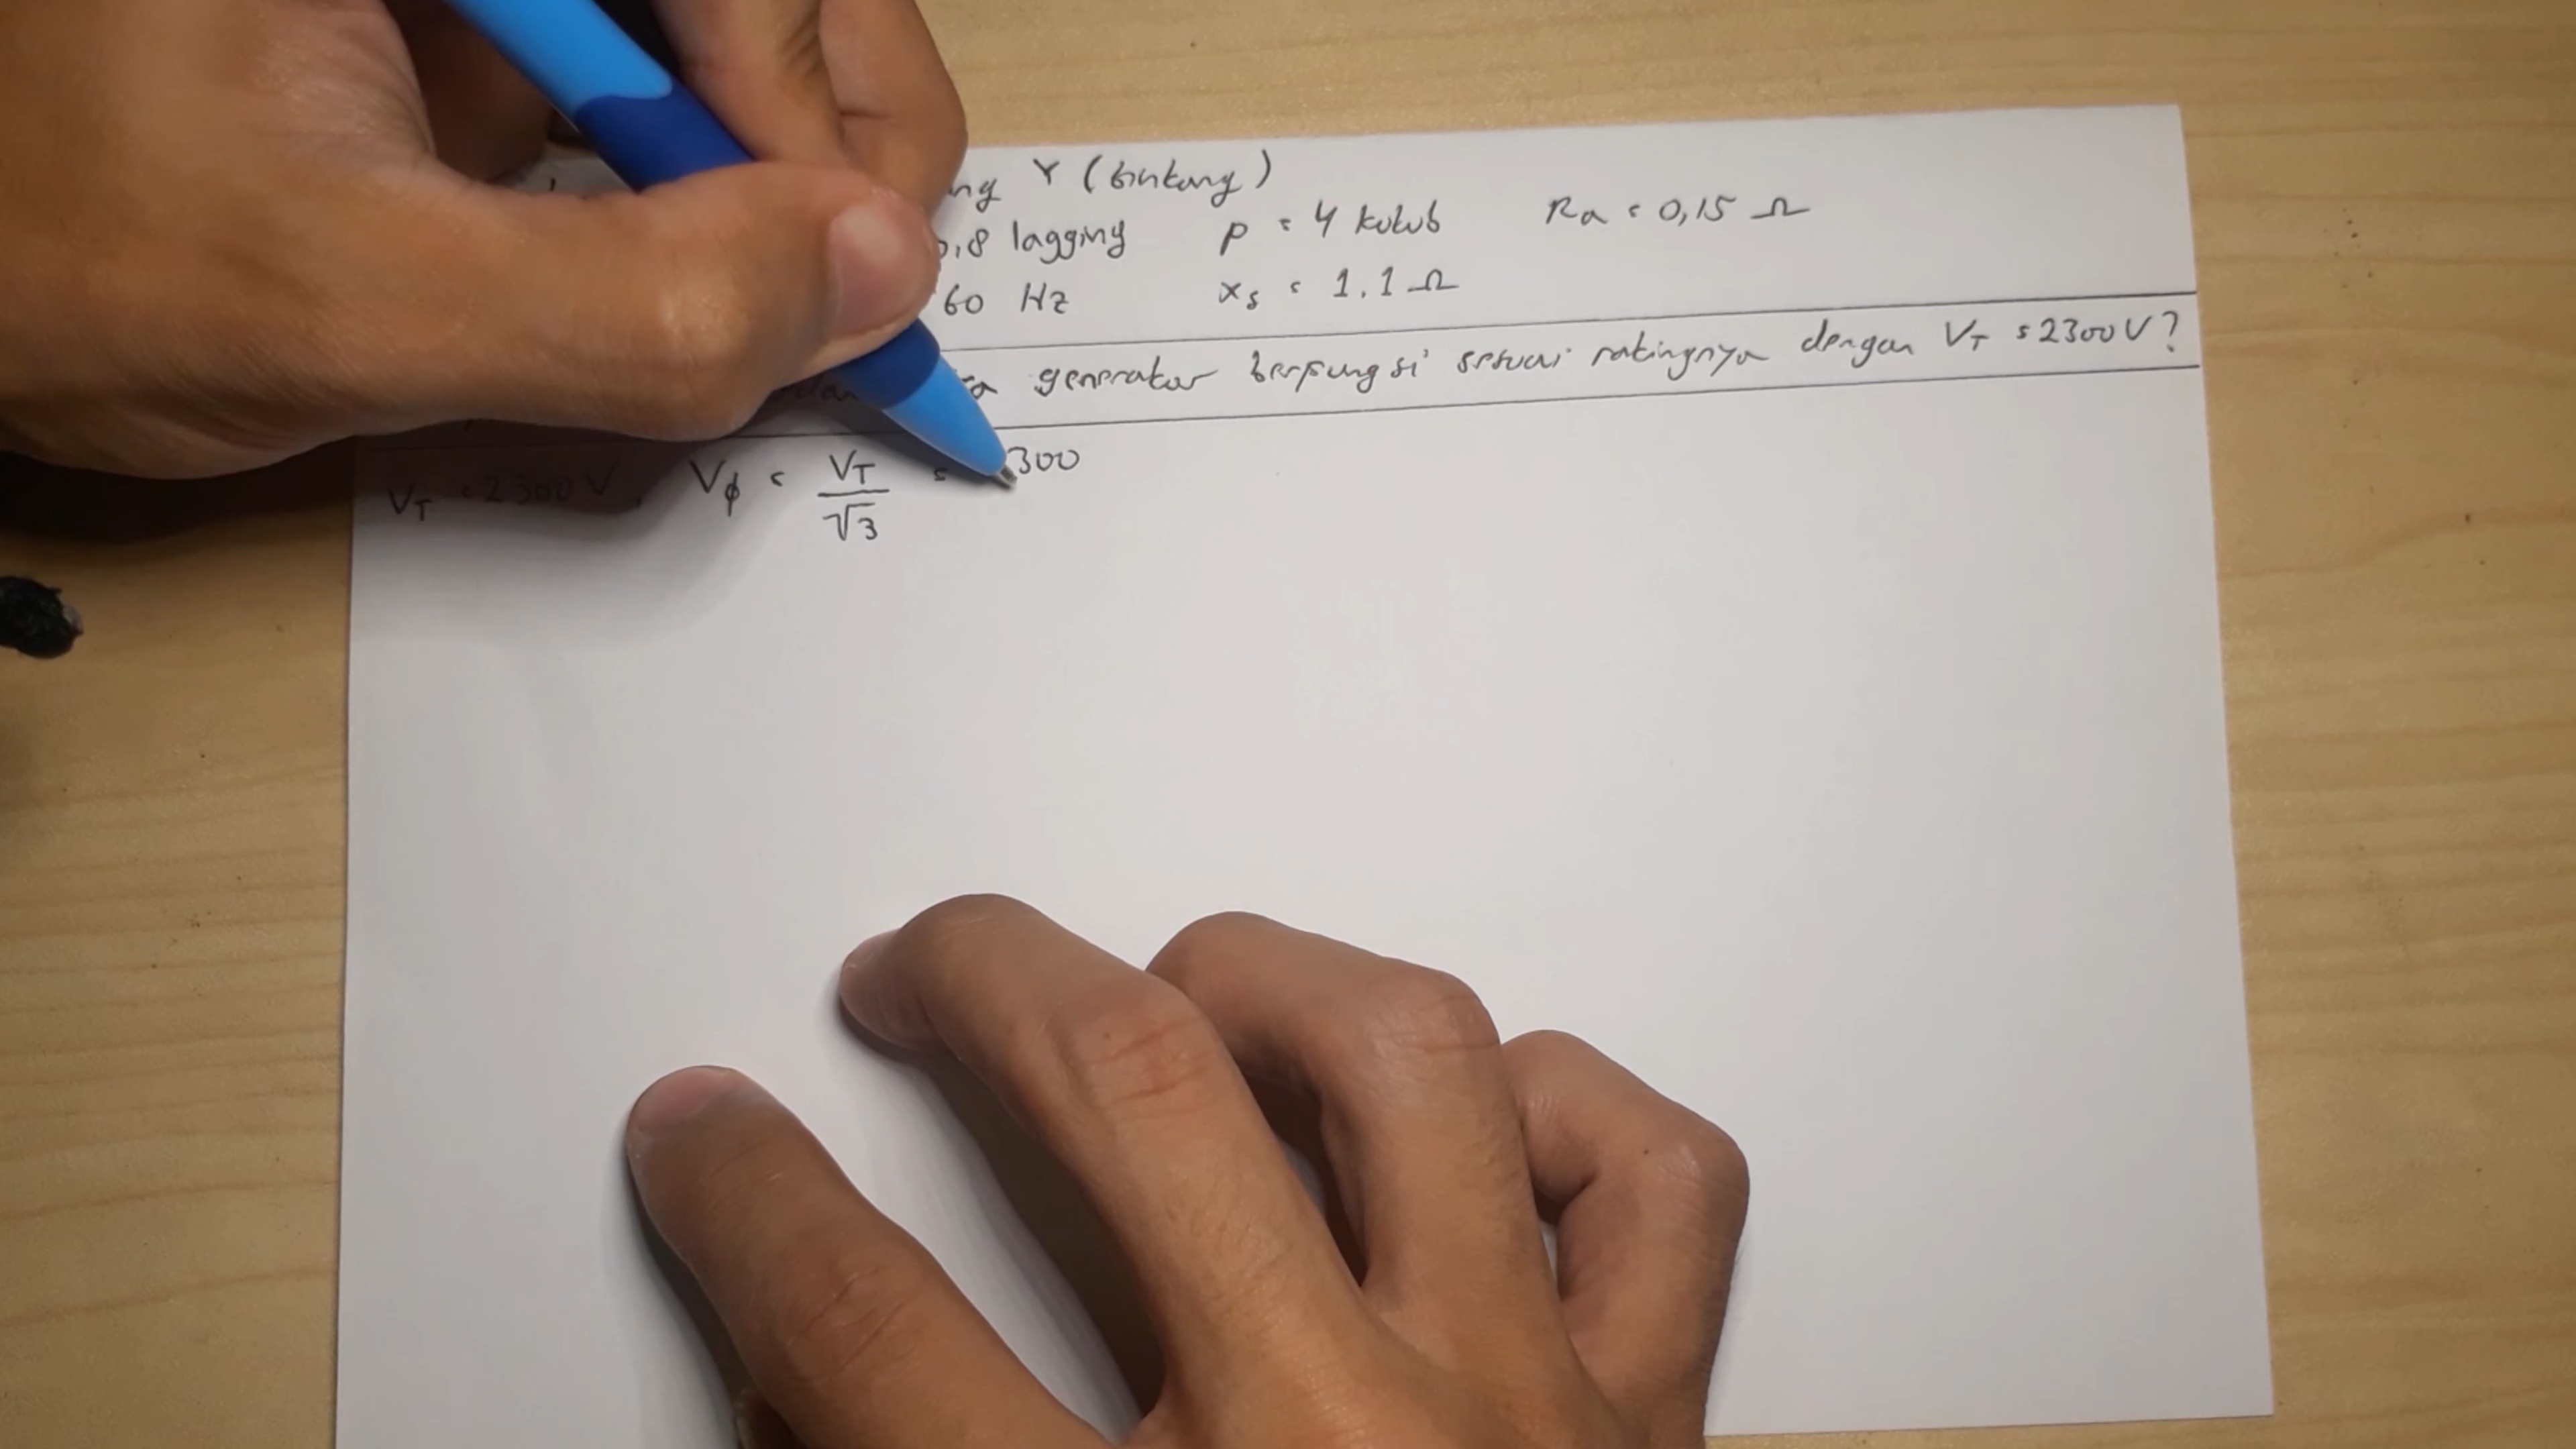 Y (bintang)
0,8 lagging p = 4 kutub Ra = 0,15 Ω
60 Hz xs = 1.1 Ω
generator berfungsi sesuai ratingnya dengan VT = 2300 V?
VT = 2300 V, Vφ = VT/√3 = 300